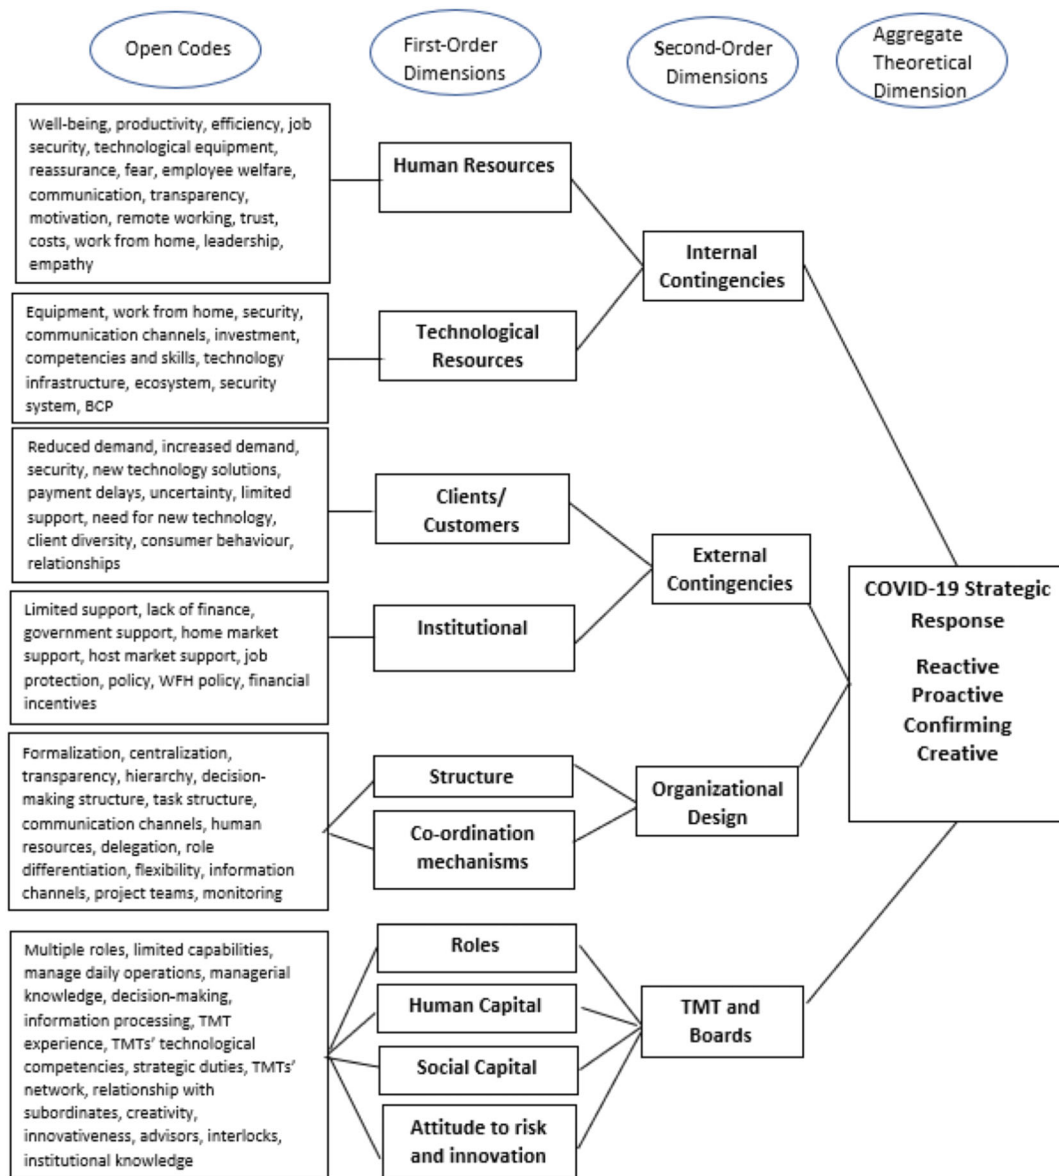 Open Codes
First-Order
Dimensions
Second-Order
Dimensions
Aggregate
Theoretical
Dimension
Well-being, productivity, efficiency, job
security, technological equipment,
reassurance, fear, employee welfare,
communication, transparency,
motivation, remote working, trust,
costs, work from home, leadership,
empathy
Human Resources
Equipment, work from home, security,
communication channels, investment,
competencies and skills, technology
infrastructure, ecosystem, security
system, BCP
Technological
Resources
Internal
Contingencies
Reduced demand, increased demand,
security, new technology solutions,
payment delays, uncertainty, limited
support, need for new technology,
client diversity, consumer behaviour,
relationships
Clients/
Customers
Limited support, lack of finance,
government support, home market
support, host market support, job
protection, policy, WFH policy, financial
incentives
Institutional
External
Contingencies
Formalization, centralization,
transparency, hierarchy, decision-
making structure, task structure,
communication channels, human
resources, delegation, role
differentiation, flexibility, information
channels, project teams, monitoring
Structure
Co-ordination
mechanisms
Organizational
Design
Multiple roles, limited capabilities,
manage daily operations, managerial
knowledge, decision-making,
information processing, TMT
experience, TMTs' technological
competencies, strategic duties, TMTs'
network, relationship with
subordinates, creativity,
innovativeness, advisors, interlocks,
institutional knowledge
Roles
Human Capital
Social Capital
Attitude to risk
and innovation
TMT and
Boards
COVID-19 Strategic
Response
Reactive
Proactive
Confirming
Creative